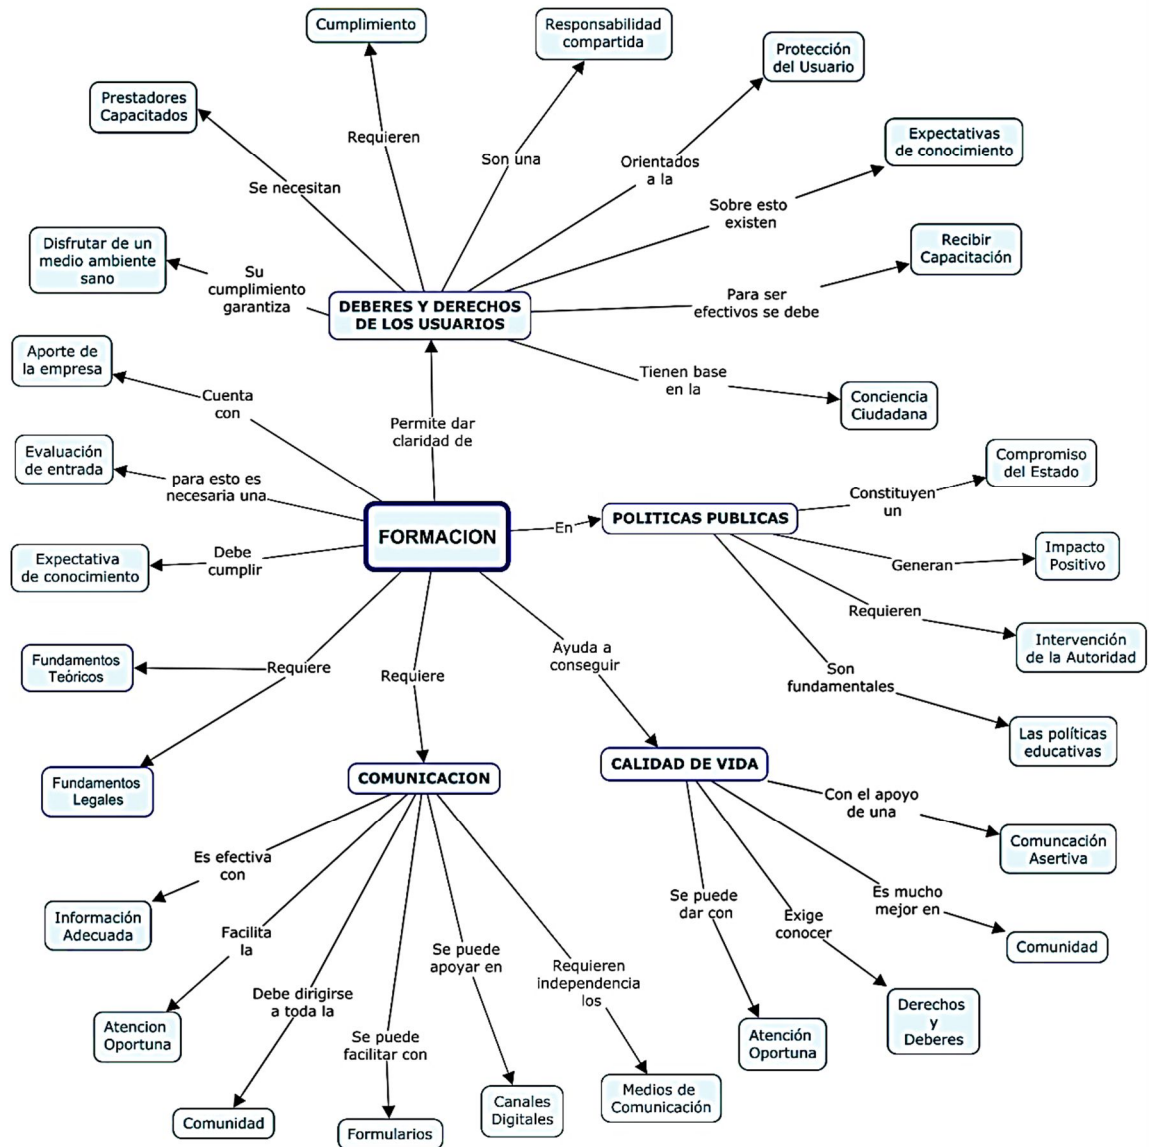 Cumplimiento
Responsabilidad
compartida
Protección
del Usuario
Prestadores
Capacitados
Expectativas
de conocimiento
Requieren
Son una
Orientados
a la
Se necesitan
Sobre esto
existen
Disfrutar de un
medio ambiente
sano
Su
cumplimiento
garantiza
Recibir
Capacitación
Para ser
efectivos se debe
DEBERES Y DERECHOS
DE LOS USUARIOS
Aporte de
la empresa
Cuenta
con
Tienen base
en la
Conciencia
Ciudadana
Permite dar
claridad de
Evaluación
de entrada
para esto es
necesaria una
Compromiso
del Estado
Constituyen
un
FORMACION
En
POLITICAS PUBLICAS
Expectativa
de conocimiento
Debe
cumplir
Generan
Impacto
Positivo
Requieren
Intervención
de la Autoridad
Fundamentos
Teóricos
Requiere
Requiere
Ayuda a
conseguir
Son
fundamentales
Las políticas
educativas
Fundamentos
Legales
COMUNICACION
CALIDAD DE VIDA
Con el apoyo
de una
Comuncación
Asertiva
Es efectiva
con
Información
Adecuada
Facilita
la
Se puede
apoyar en
Requieren
independencia
los
Se puede
dar con
Exige
conocer
Es mucho
mejor en
Comunidad
Debe dirigirse
a toda la
Se puede
facilitar con
Atencion
Oportuna
Atención
Oportuna
Derechos
y
Deberes
Comunidad
Formularios
Canales
Digitales
Medios de
Comunicación